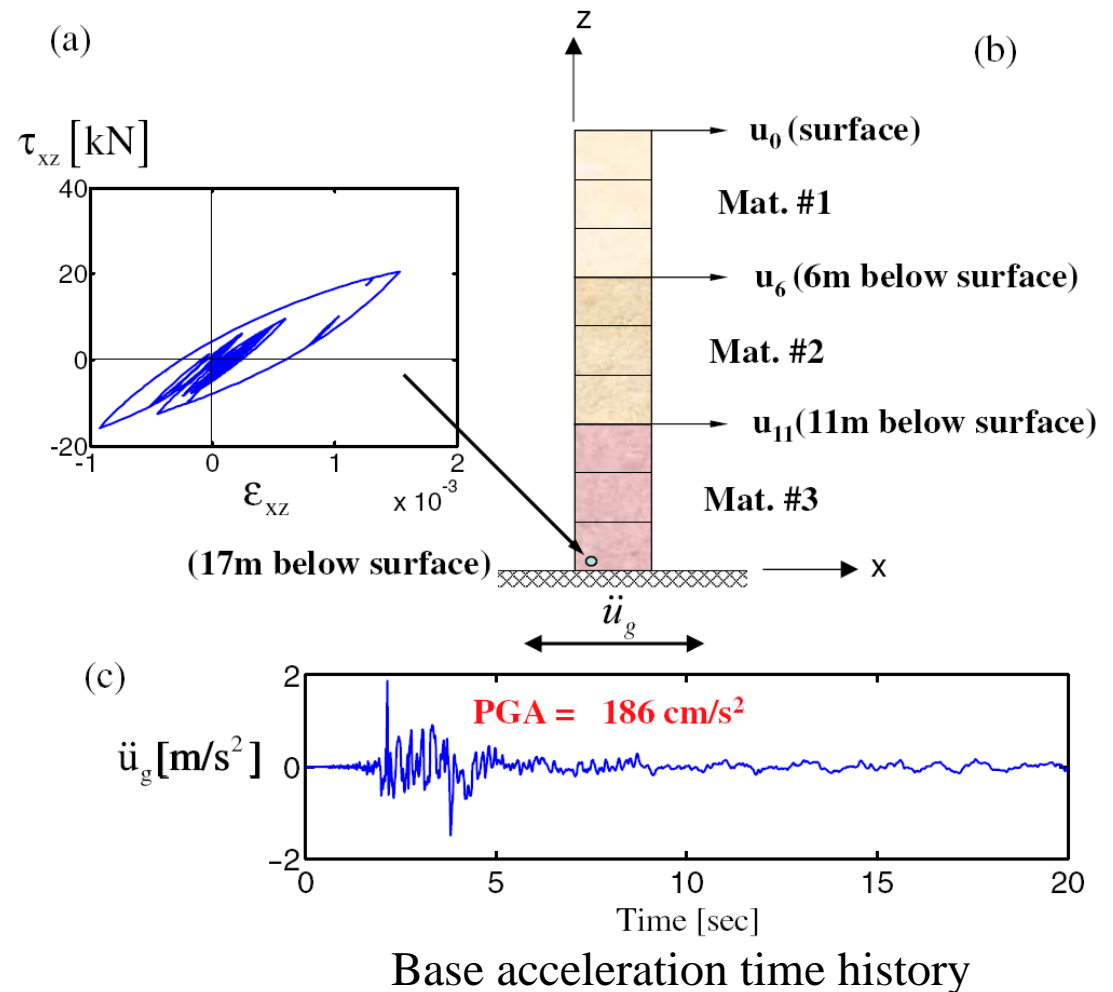 (a)
z
(b)
τxz [kN]
u0 (surface)
40
Mat. #1
20
u6 (6m below surface)
0
Mat. #2
u11(11m below surface)
-20
-1 0 1 2
εxz
x 10-3
Mat. #3
(17m below surface)
x
üg
(c)
2
PGA = 186 cm/s2
üg[m/s2]
0
−2
0 5 10 15 20
Time [sec]
Base acceleration time history